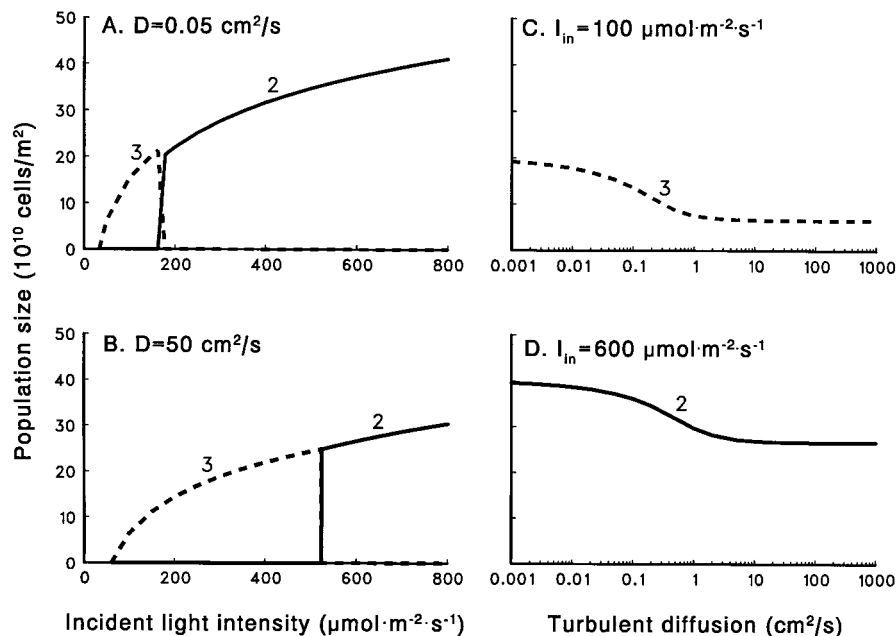 A. D=0.05 cm²/s
50
40
30
20
10
0
3
2
0 200 400 600 800
B. D=50 cm²/s
50
40
30
20
10
0
3
2
0 200 400 600 800
Population size (10¹⁰ cells/m²)
Incident light intensity (μmol·m⁻²·s⁻¹)
C. Iᵢₙ=100 μmol·m⁻²·s⁻¹
3
0.001 0.01 0.1 1 10 100 1000
D. Iᵢₙ=600 μmol·m⁻²·s⁻¹
2
0.001 0.01 0.1 1 10 100 1000
Turbulent diffusion (cm²/s)